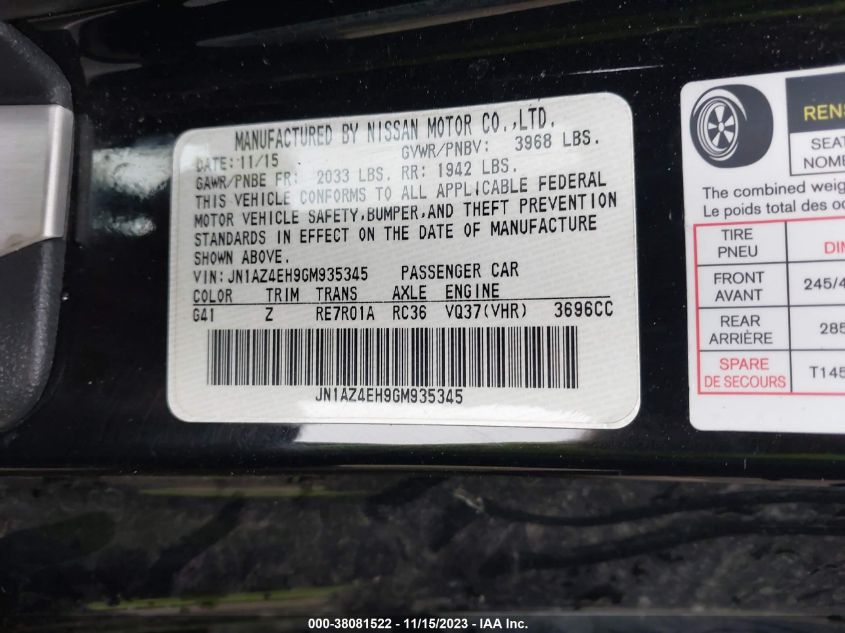 MANUFACTURED BY NISSAN MOTOR CO.,LTD.
DATE: 11/15 GVWR/PNBV: 3968 LBS.
GAWR/PNBE FR: 2033 LBS. RR: 1942 LBS.
THIS VEHICLE CONFORMS TO ALL APPLICABLE FEDERAL
MOTOR VEHICLE SAFETY,BUMPER,AND THEFT PREVENTION
STANDARDS IN EFFECT ON THE DATE OF MANUFACTURE
SHOWN ABOVE.
VIN: JN1AZ4EH9GM935345 PASSENGER CAR
COLOR TRIM TRANS AXLE ENGINE
G41 Z RE7R01A RC36 VQ37(VHR) 3696CC
JN1AZ4EH9GM935345
RENS
SEAT
NOMB
The combined weig
Le poids total des oc
TIRE
PNEU
DIM
FRONT
AVANT
245/4
REAR
ARRIÈRE
285
SPARE
DE SECOURS
T145
000-38081522 - 11/15/2023 - IAA Inc.